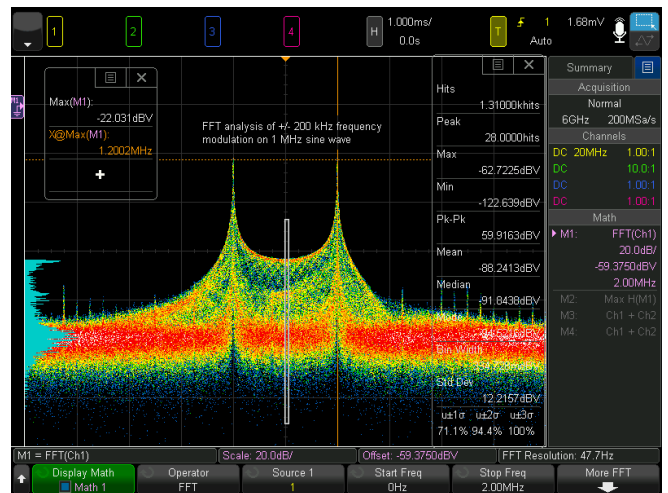 1
2
3
4
H
1.000ms/
0.0s
T
1
1.68mV
Auto
M1
Max(M1):
-22.031dBV
X@Max(M1):
1.2002MHz
FFT analysis of +/- 200 kHz frequency
modulation on 1 MHz sine wave
Hits
1.31000khits
Peak
28.0000hits
Max
-62.7225dBV
Min
-122.639dBV
Pk-Pk
59.9163dBV
Mean
-88.2413dBV
Median
-91.8438dBV
Bin Width
Std Dev
12.2157dBV
u±1σ u±2σ u±3σ
71.1% 94.4% 100%
Summary
Acquisition
Normal
6GHz 200MSa/s
Channels
DC 20MHz 1.00:1
DC 10.0:1
DC 1.00:1
DC 1.00:1
Math
M1: FFT(Ch1)
20.0dB/
-59.3750dBV
2.00MHz
M2: Max H(M1)
M3: Ch1 + Ch2
M4: Ch1 + Ch2
M1 = FFT(Ch1)
Scale: 20.0dB/
Offset: -59.3750dBV
FFT Resolution: 47.7Hz
Display Math
Math 1
Operator
FFT
Source 1
1
Start Freq
0Hz
Stop Freq
2.00MHz
More FFT